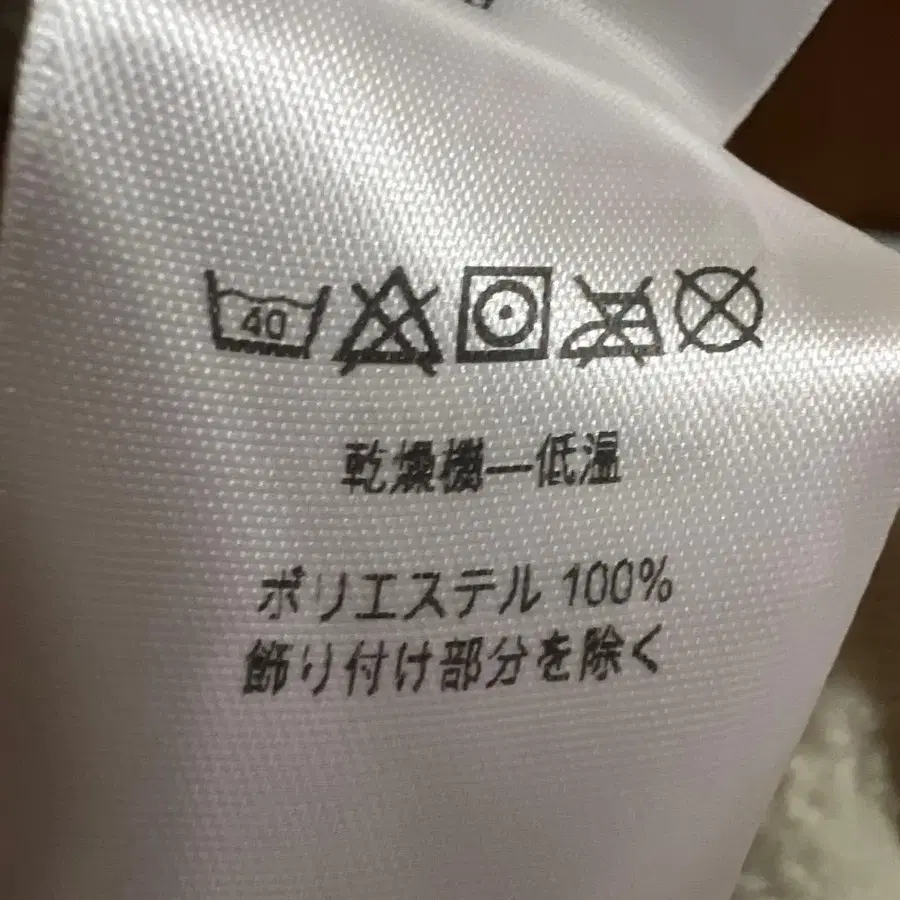 40
乾燥機—低温
ポリエステル 100%
飾り付け部分を除く